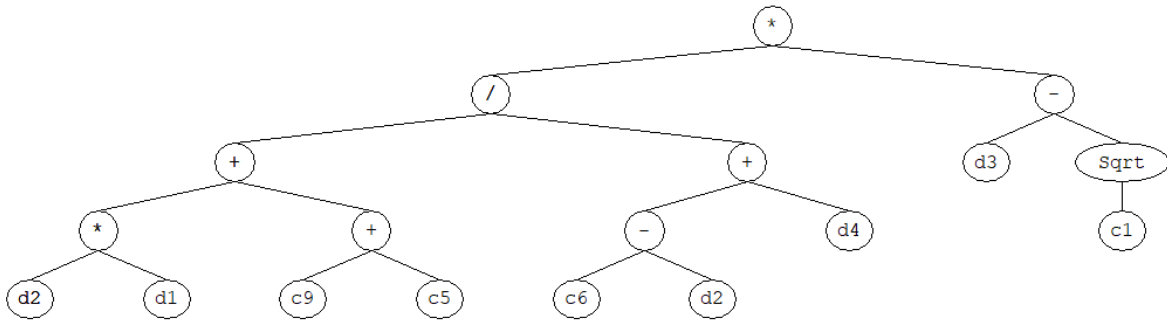 *
/ -
+ + d3 Sqrt
* + - d4 c1
d2 d1 c9 c5 c6 d2